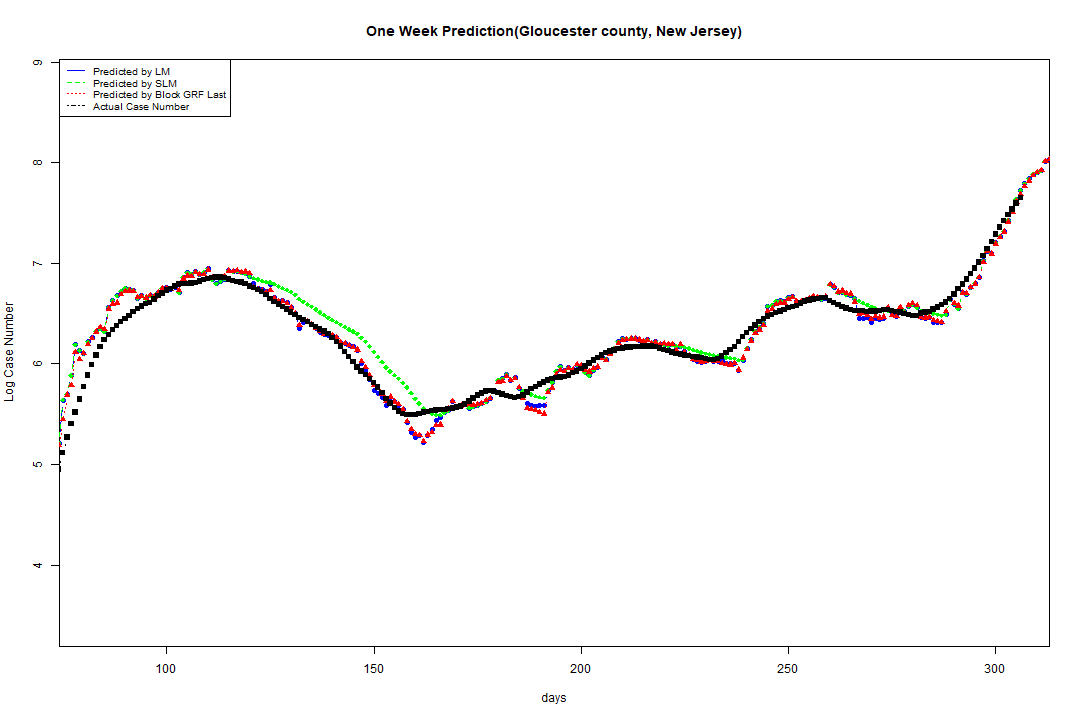 One Week Prediction(Gloucester county, New Jersey)
Predicted by LM
Predicted by SLM
Predicted by Block GRF Last
Actual Case Number
Log Case Number
9
8
7
6
5
4
100 150 200 250 300
days